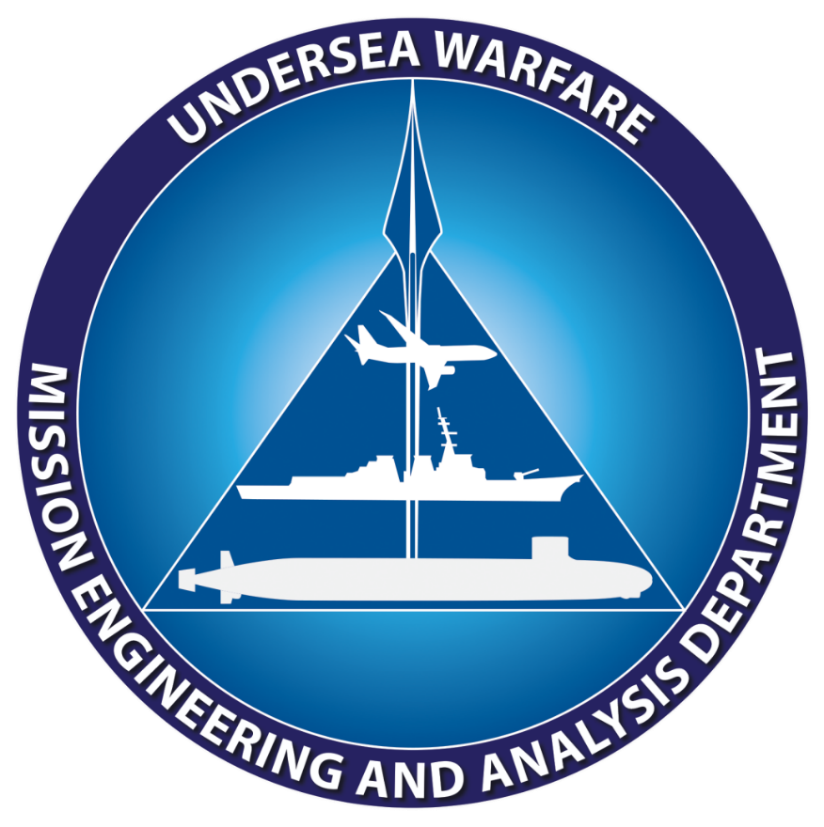 UNDERSEA WARFARE
MISSION ENGINEERING AND ANALYSIS DEPARTMENT